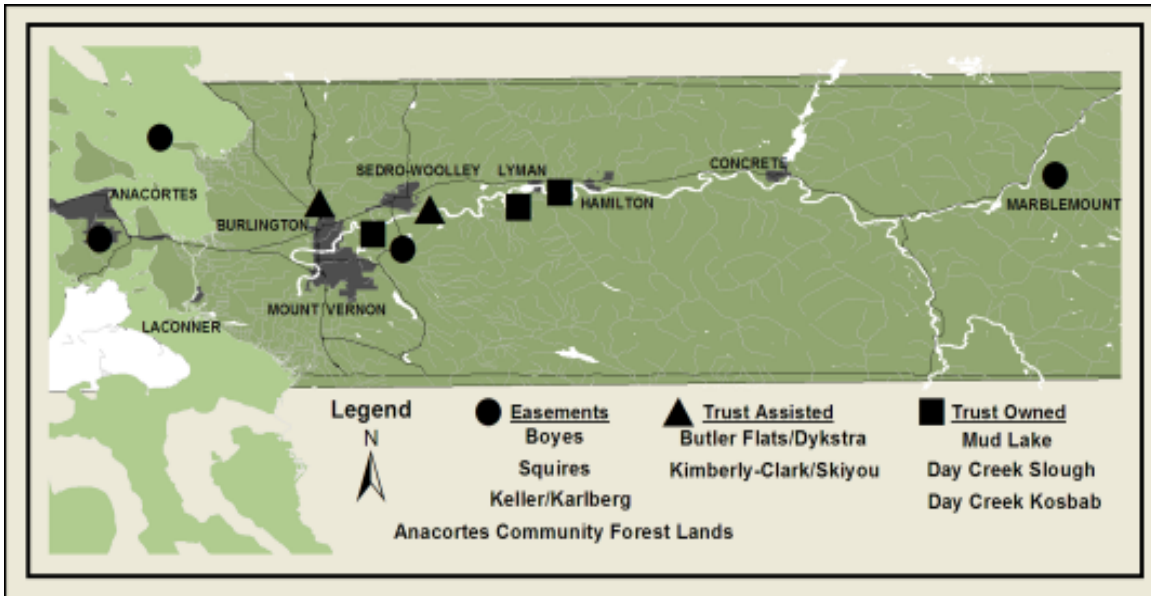 SEDRO-WOOLLEY LYMAN CONCRETE
ANACORTES
HAMILTON MARBLEMOUNT
BURLINGTON
MOUNT VERNON
LACONNER
Legend
N
Easements
Boyes
Squires
Keller/Karlberg
Anacortes Community Forest Lands
Trust Assisted
Butler Flats/Dykstra
Kimberly-Clark/Skiyou
Trust Owned
Mud Lake
Day Creek Slough
Day Creek Kosbab